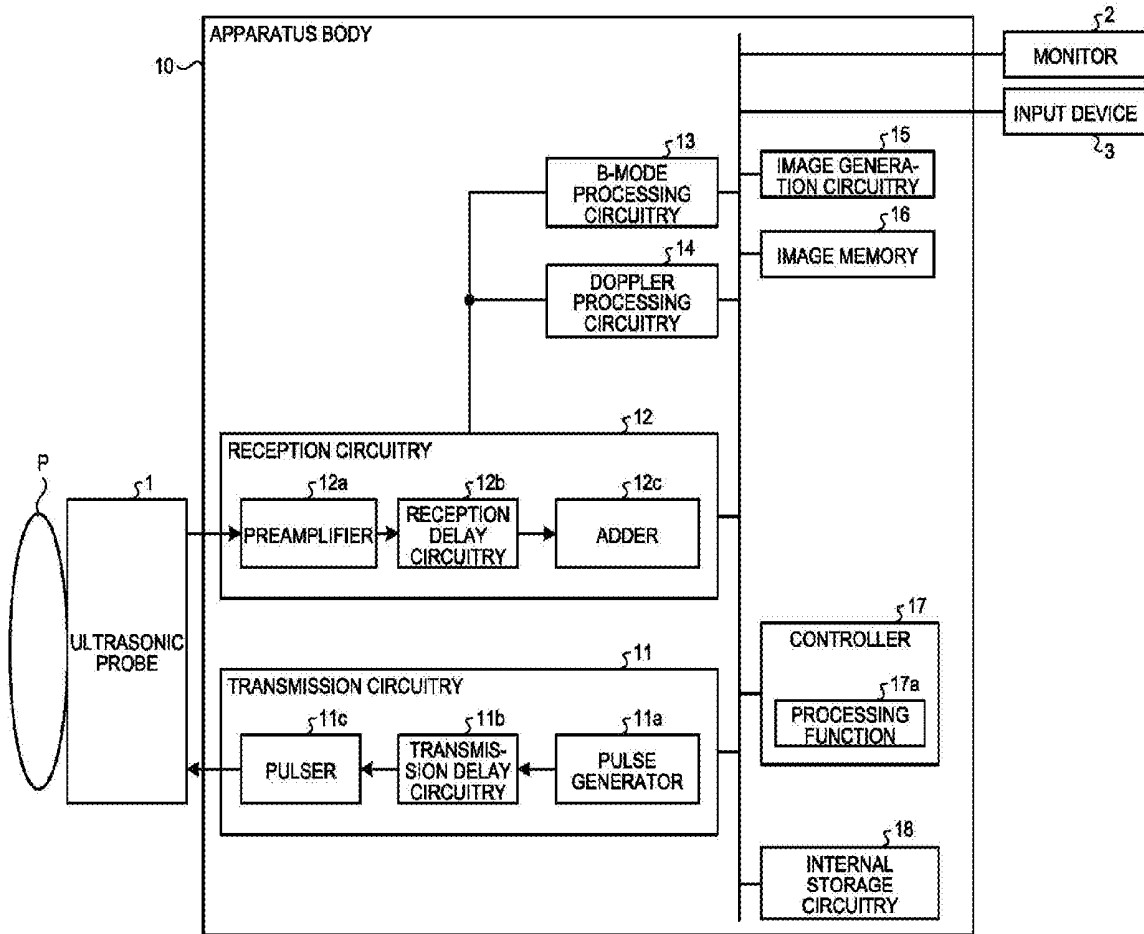 APPARATUS BODY
10
2
MONITOR
INPUT DEVICE
3
13
B-MODE
PROCESSING
CIRCUITRY
15
IMAGE GENERA-
TION CIRCUITRY
16
IMAGE MEMORY
14
DOPPLER
PROCESSING
CIRCUITRY
12
RECEPTION CIRCUITRY
12a
PREAMPLIFIER
12b
RECEPTION
DELAY
CIRCUITRY
12c
ADDER
P
1
ULTRASONIC
PROBE
11
TRANSMISSION CIRCUITRY
11c
PULSER
11b
TRANSMIS-
SION DELAY
CIRCUITRY
11a
PULSE
GENERATOR
17
CONTROLLER
17a
PROCESSING
FUNCTION
18
INTERNAL
STORAGE
CIRCUITRY